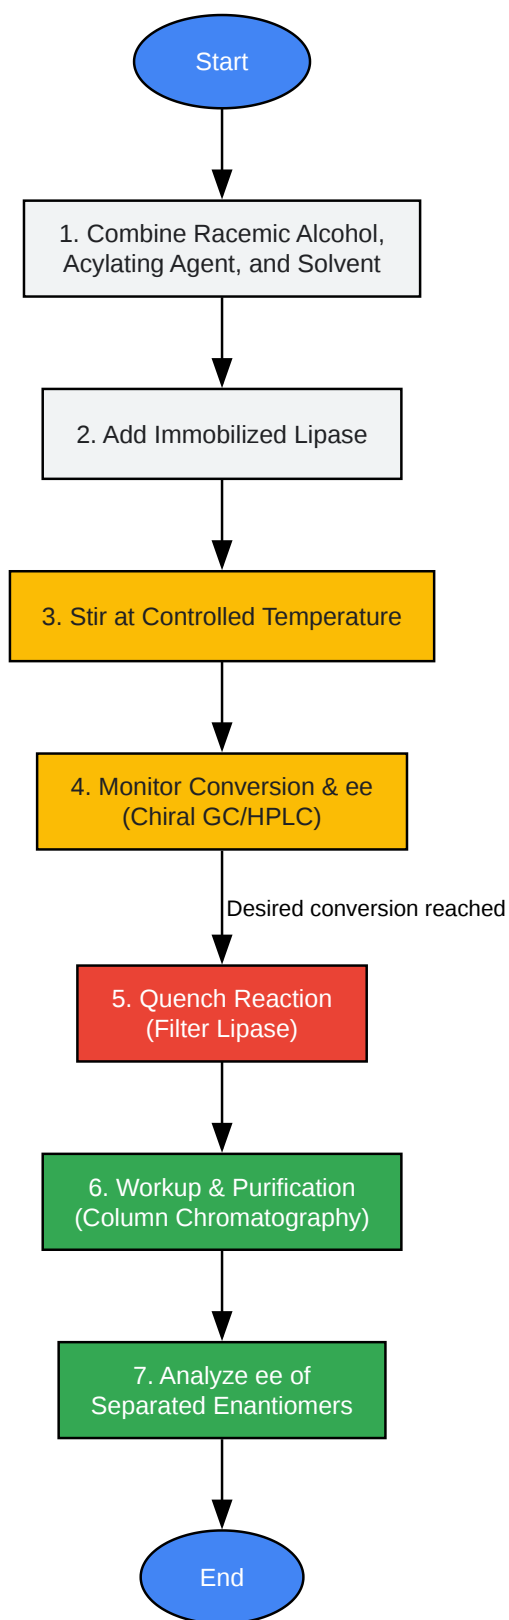 Start
1. Combine Racemic Alcohol,
Acylating Agent, and Solvent
2. Add Immobilized Lipase
3. Stir at Controlled Temperature
4. Monitor Conversion & ee
(Chiral GC/HPLC)
Desired conversion reached
5. Quench Reaction
(Filter Lipase)
6. Workup & Purification
(Column Chromatography)
7. Analyze ee of
Separated Enantiomers
End